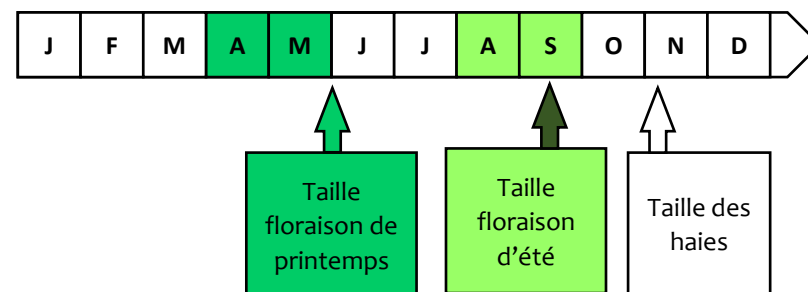 J F M A M J J A S O N D
Taille
floraison de
printemps
Taille
floraison
d'été
Taille des
haies